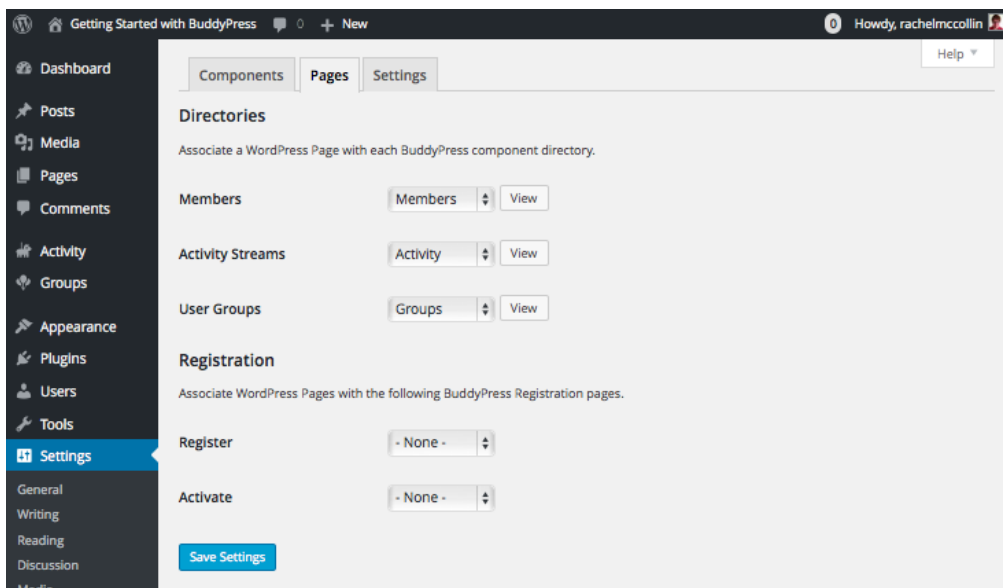 Getting Started with BuddyPress 0 + New 0 Howdy, rachelmccollin
Help
Dashboard
Posts
Media
Pages
Comments
Activity
Groups
Appearance
Plugins
Users
Tools
Settings
General
Writing
Reading
Discussion
Media
Components Pages Settings
Directories
Associate a WordPress Page with each BuddyPress component directory.
Members Members View
Activity Streams Activity View
User Groups Groups View
Registration
Associate WordPress Pages with the following BuddyPress Registration pages.
Register - None -
Activate - None -
Save Settings